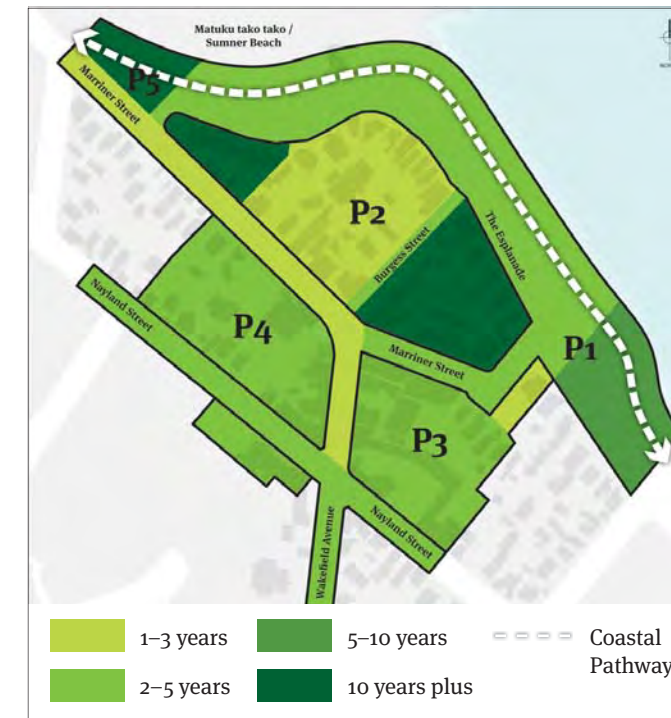 Matuku tako tako /
Sumner Beach
P5
Marriner Street
P2
Burgess Street
The Esplanade
Nayland Street
P4
P1
Marriner Street
P3
Nayland Street
Wakefield Avenue
1–3 years
5–10 years
Coastal
Pathway
2–5 years
10 years plus